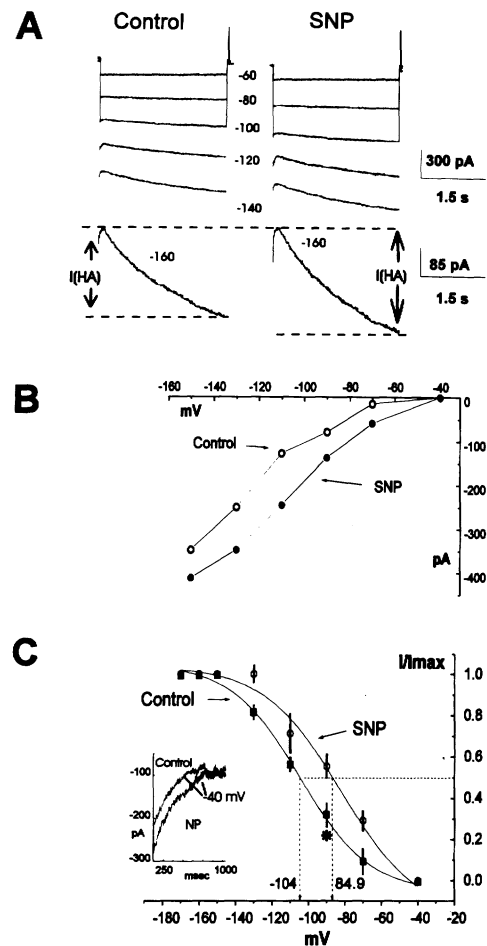 A
Control SNP
-60
-80
-100
-120
-140
300 pA
1.5 s
-160
I(HA)
-160
I(HA)
85 pA
1.5 s
B
-160 -140 -120 -100 -80 -60 -40
mV
0
-100
-200
-300
-400
pA
Control
SNP
C
I/Imax
1.0
0.8
0.6
0.4
0.2
0.0
Control
SNP
*
Control
-100
-200
pA
-300
-40 mV
NP
250 1000
msec
-104 84.9
-180 -160 -140 -120 -100 -80 -60 -40 -20
mV